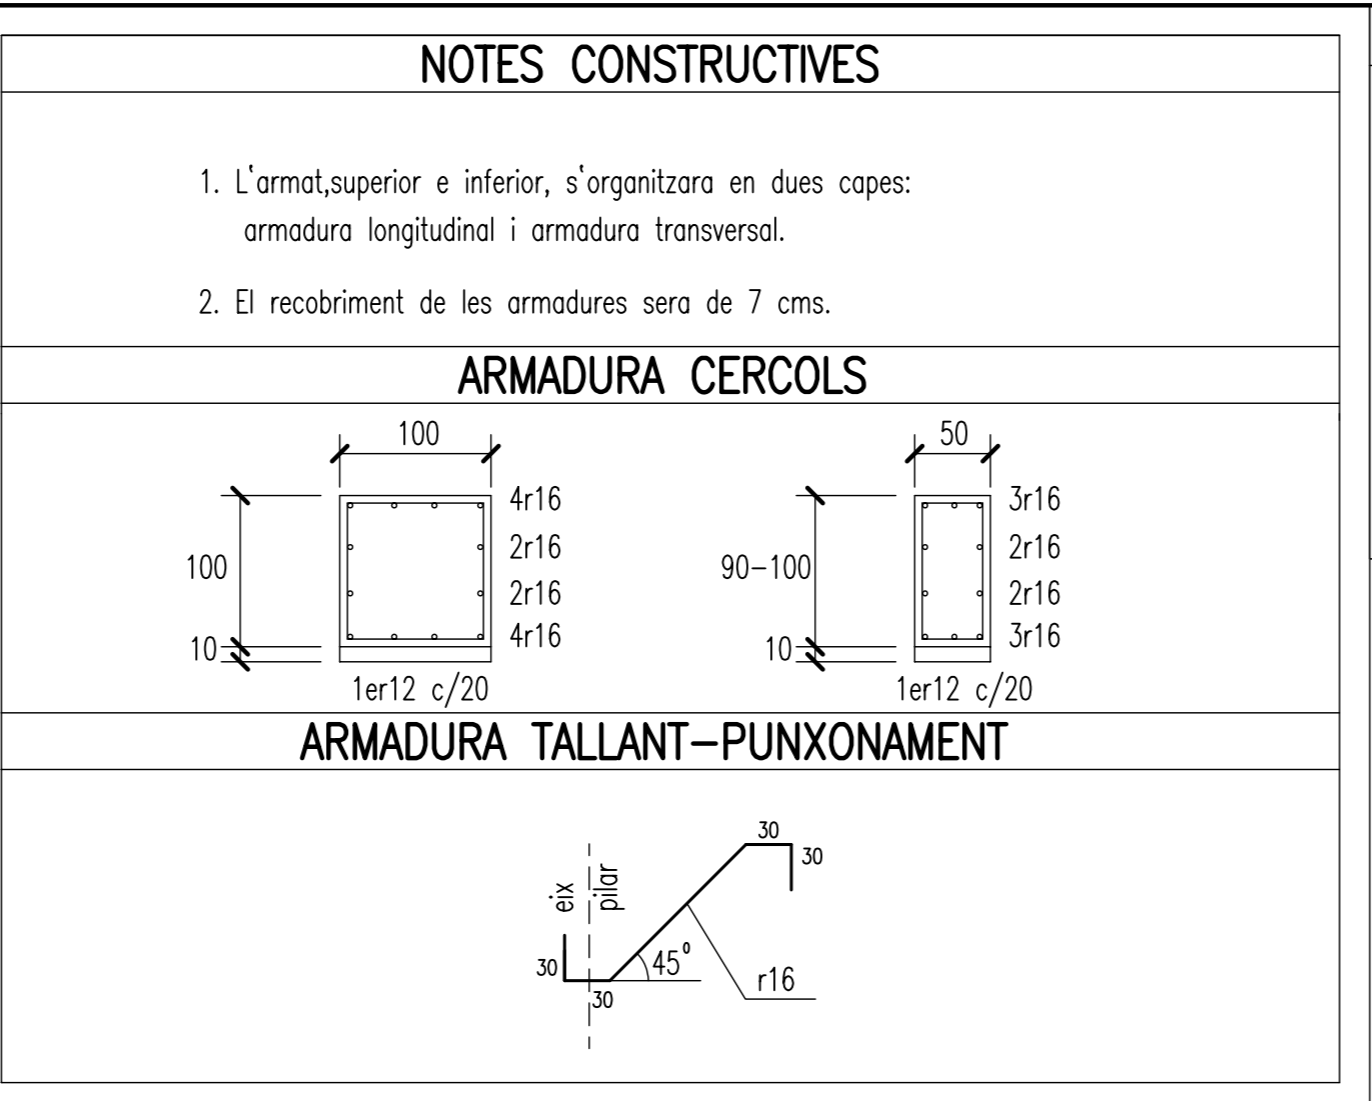 NOTES CONSTRUCTIVES
1. L'armat,superior e inferior, s'organitzara en dues capes:
armadura longitudinal i armadura transversal.
2. El recobriment de les armadures sera de 7 cms.
ARMADURA CERCOLS
100
4r16
2r16
2r16
4r16
100
10
1er12 c/20
50
3r16
2r16
2r16
3r16
90-100
10
1er12 c/20
ARMADURA TALLANT-PUNXONAMENT
30
30
eix
pilar
30
30
45°
r16